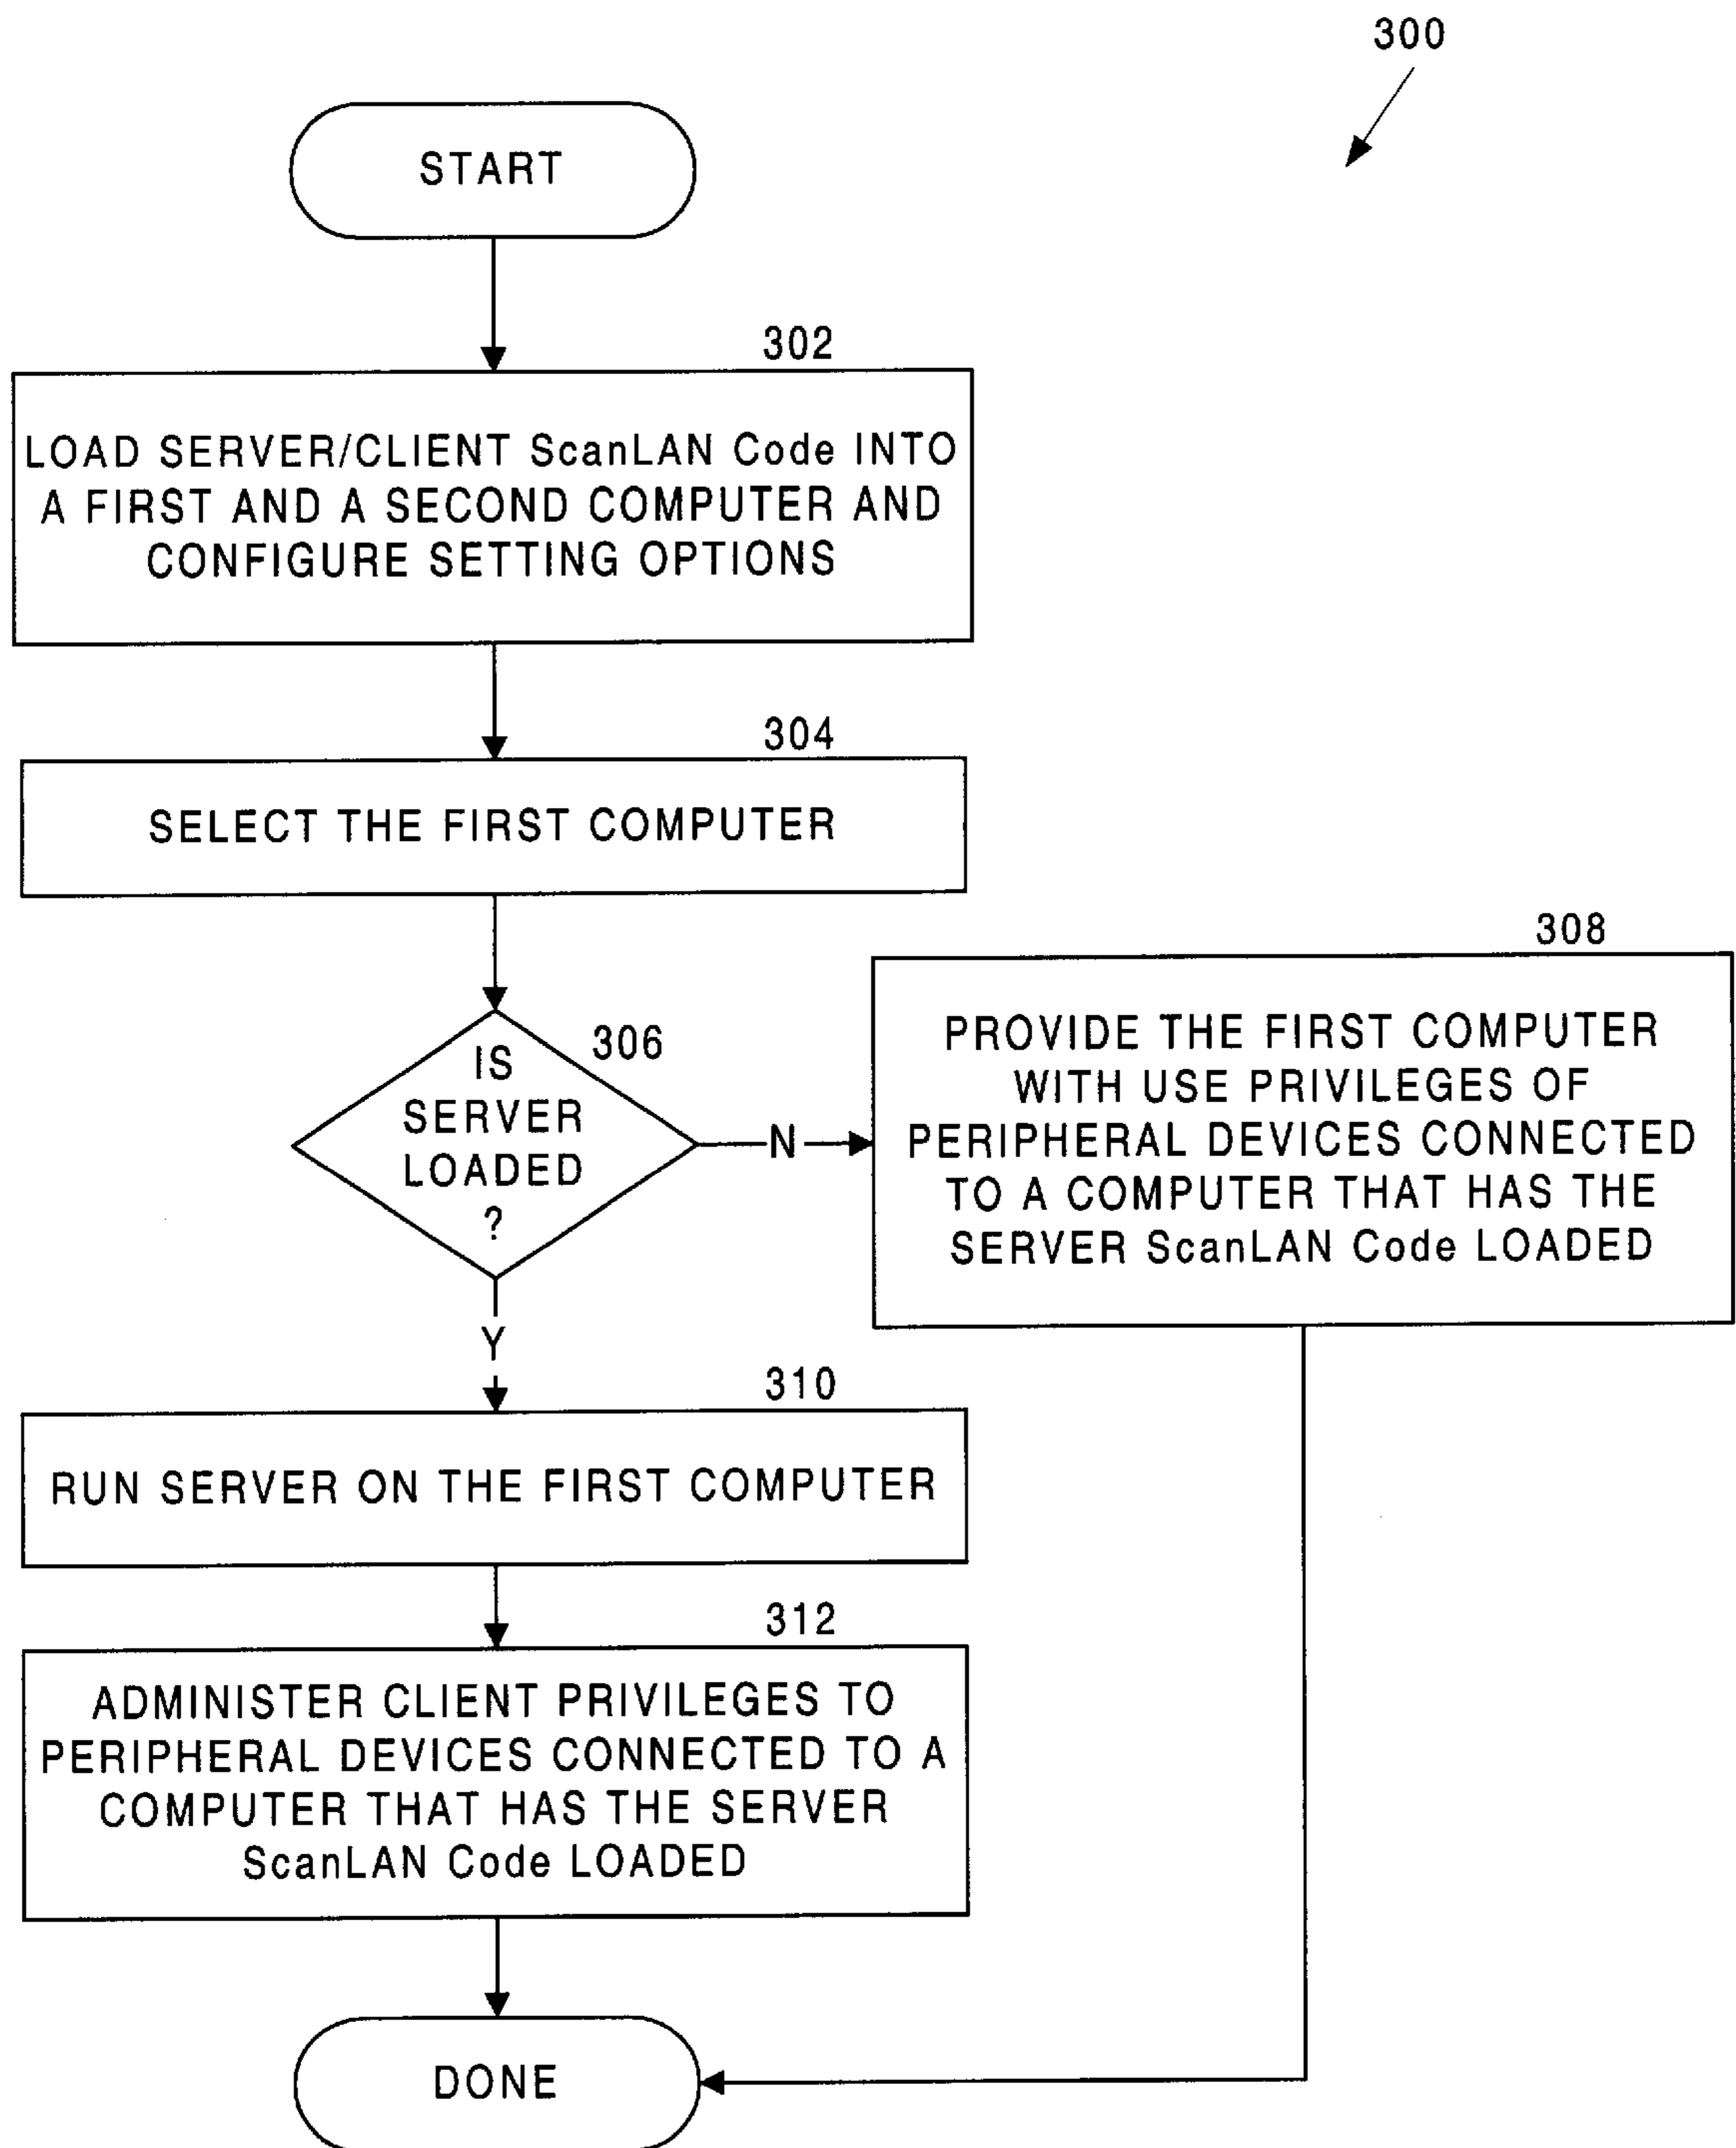 300
START
302
LOAD SERVER/CLIENT ScanLAN Code INTO
A FIRST AND A SECOND COMPUTER AND
CONFIGURE SETTING OPTIONS
304
SELECT THE FIRST COMPUTER
306
IS
SERVER
LOADED
?
N
308
PROVIDE THE FIRST COMPUTER
WITH USE PRIVILEGES OF
PERIPHERAL DEVICES CONNECTED
TO A COMPUTER THAT HAS THE
SERVER ScanLAN Code LOADED
Y
310
RUN SERVER ON THE FIRST COMPUTER
312
ADMINISTER CLIENT PRIVILEGES TO
PERIPHERAL DEVICES CONNECTED TO A
COMPUTER THAT HAS THE SERVER
ScanLAN Code LOADED
DONE